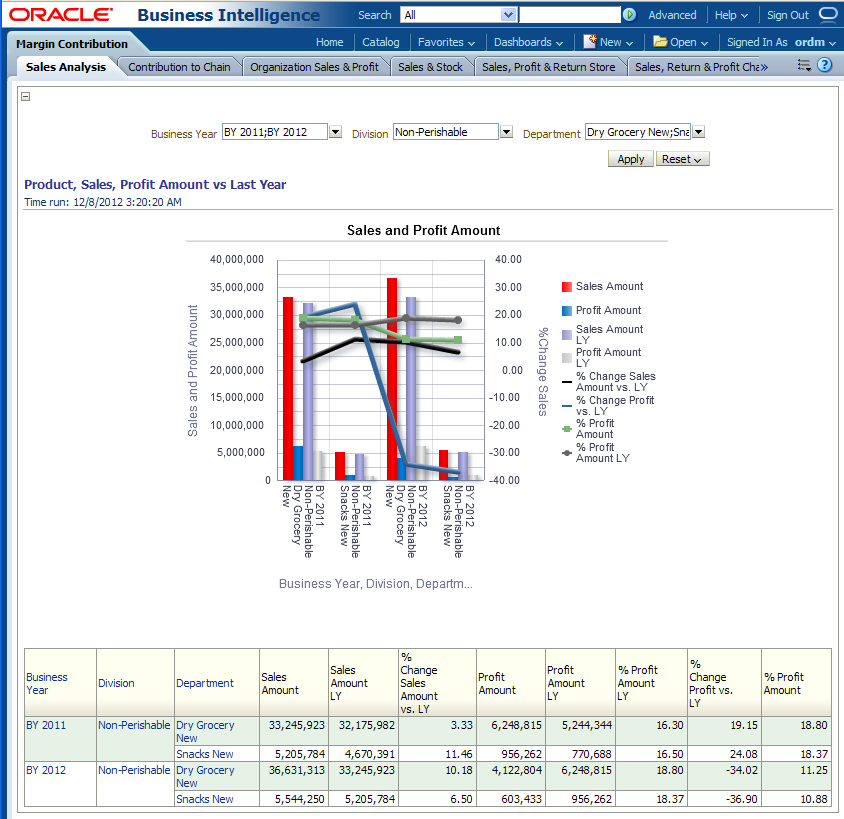 ORACLE Business Intelligence Search All Advanced Help Sign Out
Margin Contribution Home Catalog Favorites Dashboards New Open Signed In As ordm
Sales Analysis Contribution to Chain Organization Sales & Profit Sales & Stock Sales, Profit & Return Store Sales, Return & Profit Cha»
Business Year BY 2011;BY 2012 Division Non-Perishable Department Dry Grocery New;Sna
Apply Reset
Product, Sales, Profit Amount vs Last Year
Time run: 12/8/2012 3:20:20 AM
Sales and Profit Amount
Sales and Profit Amount
40,000,000
35,000,000
30,000,000
25,000,000
20,000,000
15,000,000
10,000,000
5,000,000
0
40.00
30.00
20.00
10.00
0.00
-10.00
-20.00
-30.00
-40.00
%Change Sales
Sales Amount
Profit Amount
Sales Amount
LY
Profit Amount
LY
% Change Sales
Amount vs. LY
% Change Profit
vs. LY
% Profit
Amount
% Profit
Amount LY
BY 2011
Non-Perishable
Dry Grocery
New
BY 2011
Non-Perishable
Snacks New
BY 2012
Non-Perishable
Dry Grocery
New
BY 2012
Non-Perishable
Snacks New
Business Year, Division, Departm...
Business
Year
Division
Department
Sales
Amount
Sales
Amount
LY
%
Change
Sales
Amount
vs. LY
Profit
Amount
Profit
Amount
LY
% Profit
Amount
LY
%
Change
Profit vs.
LY
% Profit
Amount
BY 2011 Non-Perishable Dry Grocery 33,245,923 32,175,982 3.33 6,248,815 5,244,344 16.30 19.15 18.80
New
Snacks New 5,205,784 4,670,391 11.46 956,262 770,688 16.50 24.08 18.37
BY 2012 Non-Perishable Dry Grocery 36,631,313 33,245,923 10.18 4,122,804 6,248,815 18.80 -34.02 11.25
New
Snacks New 5,544,250 5,205,784 6.50 603,433 956,262 18.37 -36.90 10.88